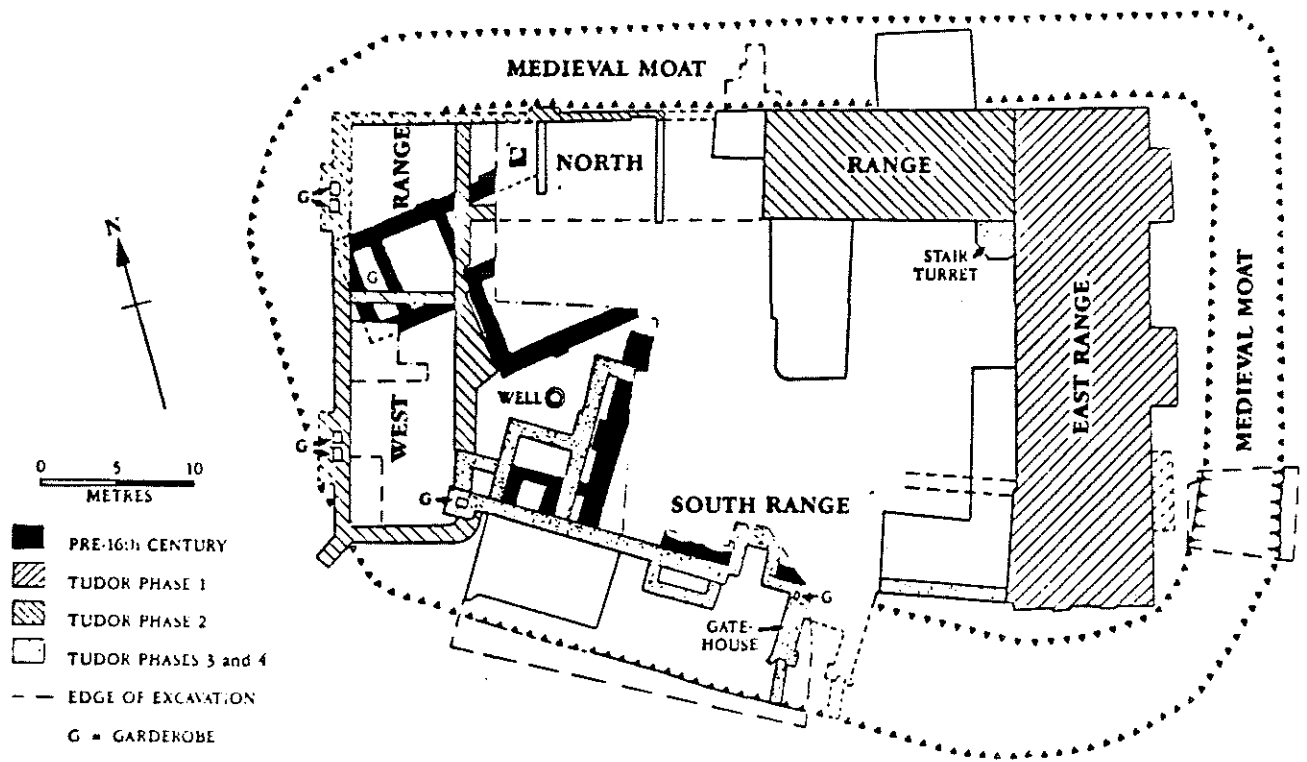 MEDIEVAL MOAT
RANGE
NORTH
RANGE
G
N
G
STAIR
TURRET
EAST RANGE
MEDIEVAL MOAT
WELL
WEST
G
0 5 10
METRES
G
SOUTH RANGE
PRE-16th CENTURY
TUDOR PHASE 1
TUDOR PHASE 2
TUDOR PHASES 3 and 4
EDGE OF EXCAVATION
G = GARDEROBE
G
GATE-
HOUSE